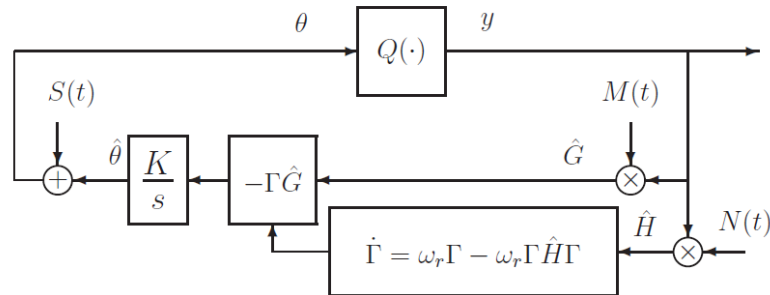 θ
Q(·)
y
S(t)
M(t)
θ̂
K/s
−ΓĜ
Ĝ
+
×
Γ̇ = ω_rΓ − ω_rΓĤΓ
Ĥ
×
N(t)